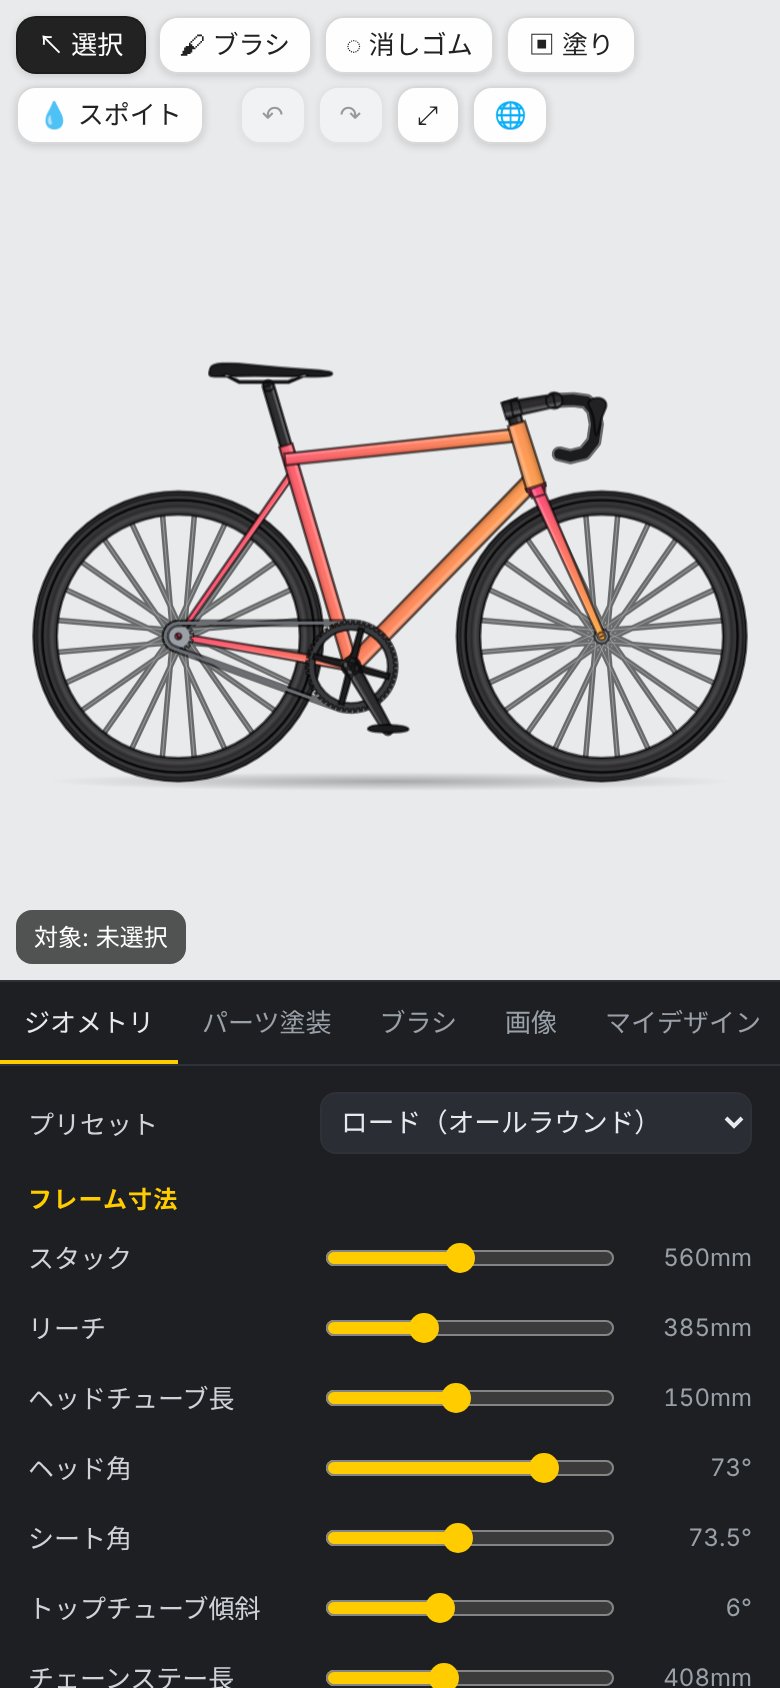 選択
ブラシ
消しゴム
塗り
スポイト
対象: 未選択
ジオメトリ
パーツ塗装
ブラシ
画像
マイデザイン
プリセット
ロード（オールラウンド）
フレーム寸法
スタック 560mm
リーチ 385mm
ヘッドチューブ長 150mm
ヘッド角 73°
シート角 73.5°
トップチューブ傾斜 6°
チェーンステー長 408mm